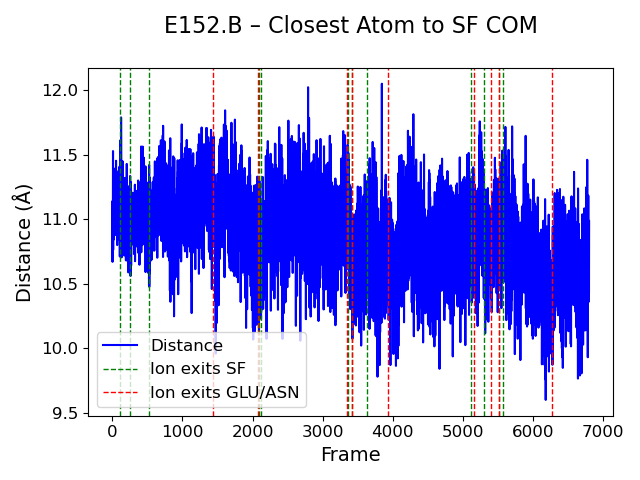 E152.B – Closest Atom to SF COM
Distance (Å)
12.0
11.5
11.0
10.5
10.0
9.5
Distance
Ion exits SF
Ion exits GLU/ASN
0 1000 2000 3000 4000 5000 6000 7000
Frame